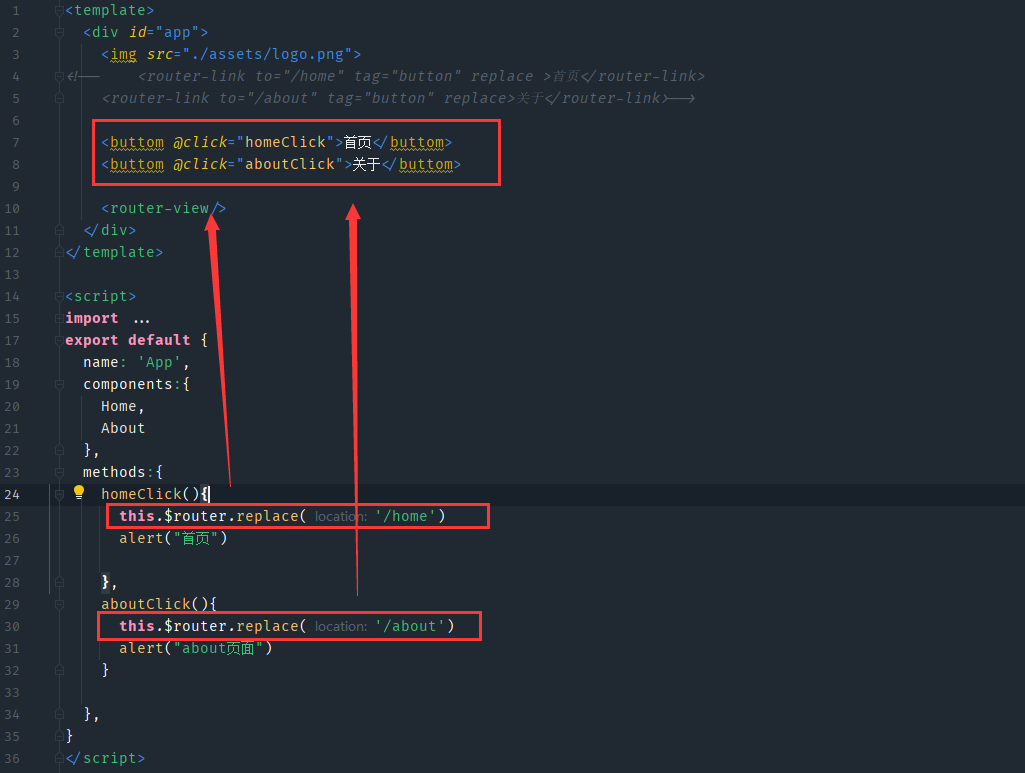 1 <template>
2 <div id="app">
3 <img src="./assets/logo.png">
4 <!-- <router-link to="/home" tag="button" replace >首页</router-link>
5 <router-link to="/about" tag="button" replace>关于</router-link>-->
6
7 <buttom @click="homeClick">首页</buttom>
8 <buttom @click="aboutClick">关于</buttom>
9
10 <router-view/>
11 </div>
12 </template>
13
14 <script>
15 import ...
17 export default {
18 name: 'App',
19 components:{
20 Home,
21 About
22 },
23 methods:{
24 homeClick(){
25 this.$router.replace( location: '/home')
26 alert("首页")
27
28 },
29 aboutClick(){
30 this.$router.replace( location: '/about')
31 alert("about页面")
32 }
33
34 },
35 }
36 </script>